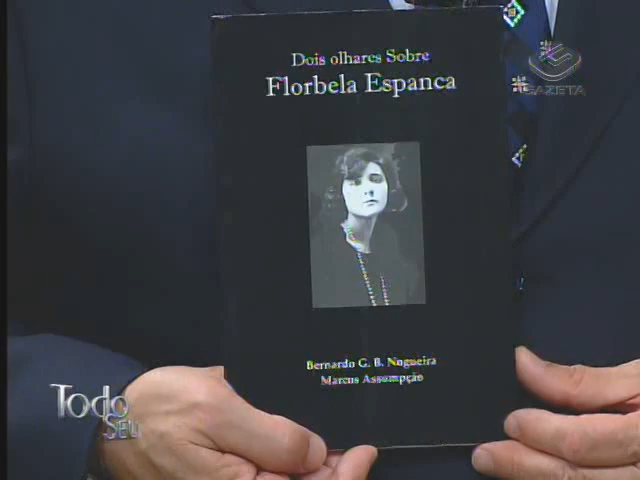 Dois olhares Sobre
Florbela Espanca
GAZETA
Bernardo G. B. Nogueira
Marcus Assumpção
Todo
SEU